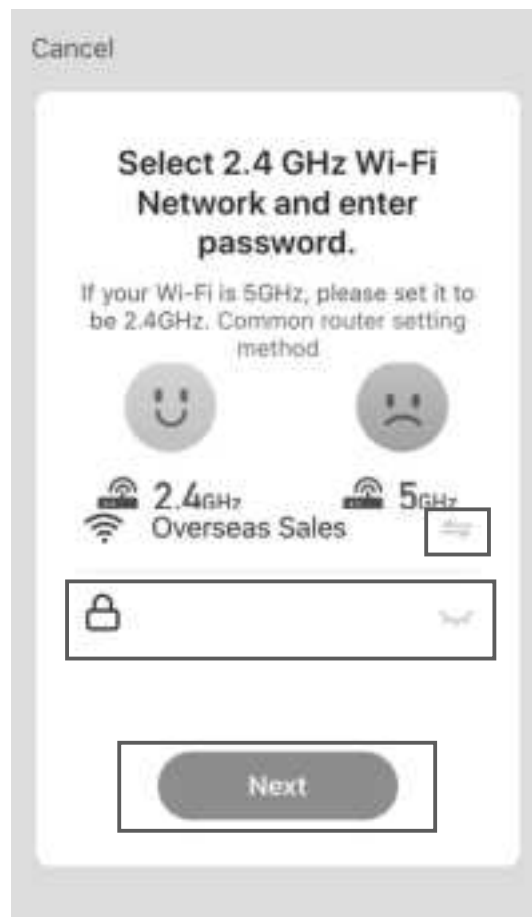 Cancel
Select 2.4 GHz Wi-Fi
Network and enter
password.
If your Wi-Fi is 5GHz, please set it to
be 2.4GHz. Common router setting
method
2.4GHz 5GHz
Overseas Sales
Next